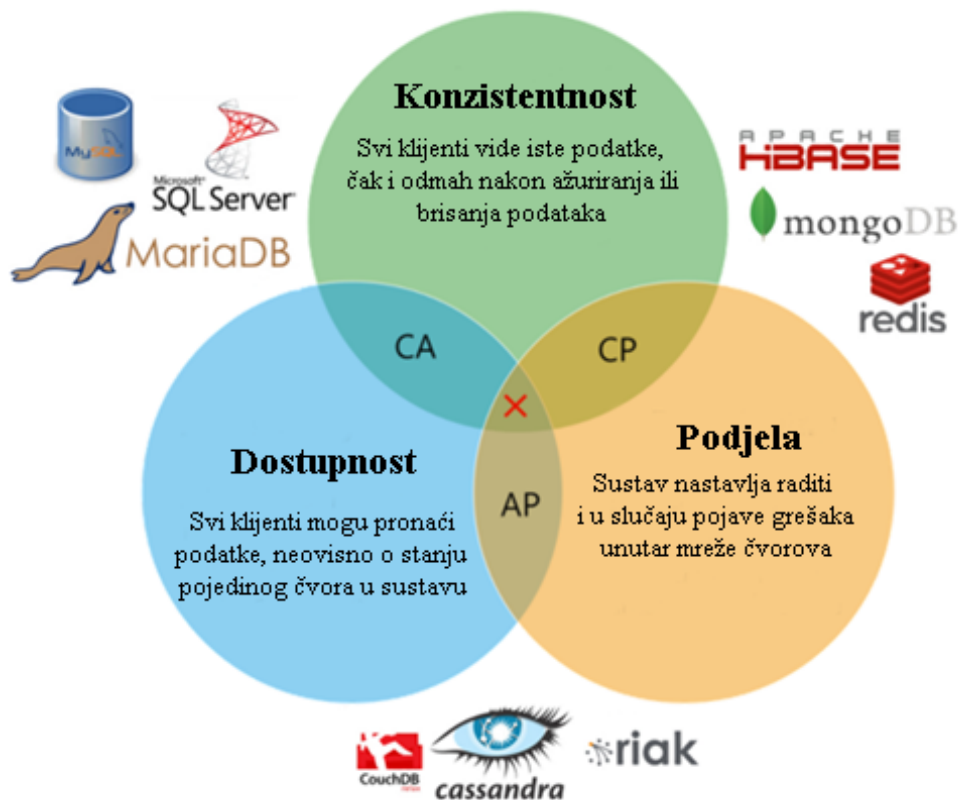 Konzistentnost
Svi klijenti vide iste podatke,
čak i odmah nakon ažuriranja ili
brisanja podataka
MySQL
Microsoft®
SQL Server
MariaDB
APACHE
HBASE
mongoDB
redis
CA
CP
AP
Dostupnost
Svi klijenti mogu pronaći
podatke, neovisno o stanju
pojedinog čvora u sustavu
Podjela
Sustav nastavlja raditi
i u slučaju pojave grešaka
unutar mreže čvorova
CouchDB
cassandra
riak